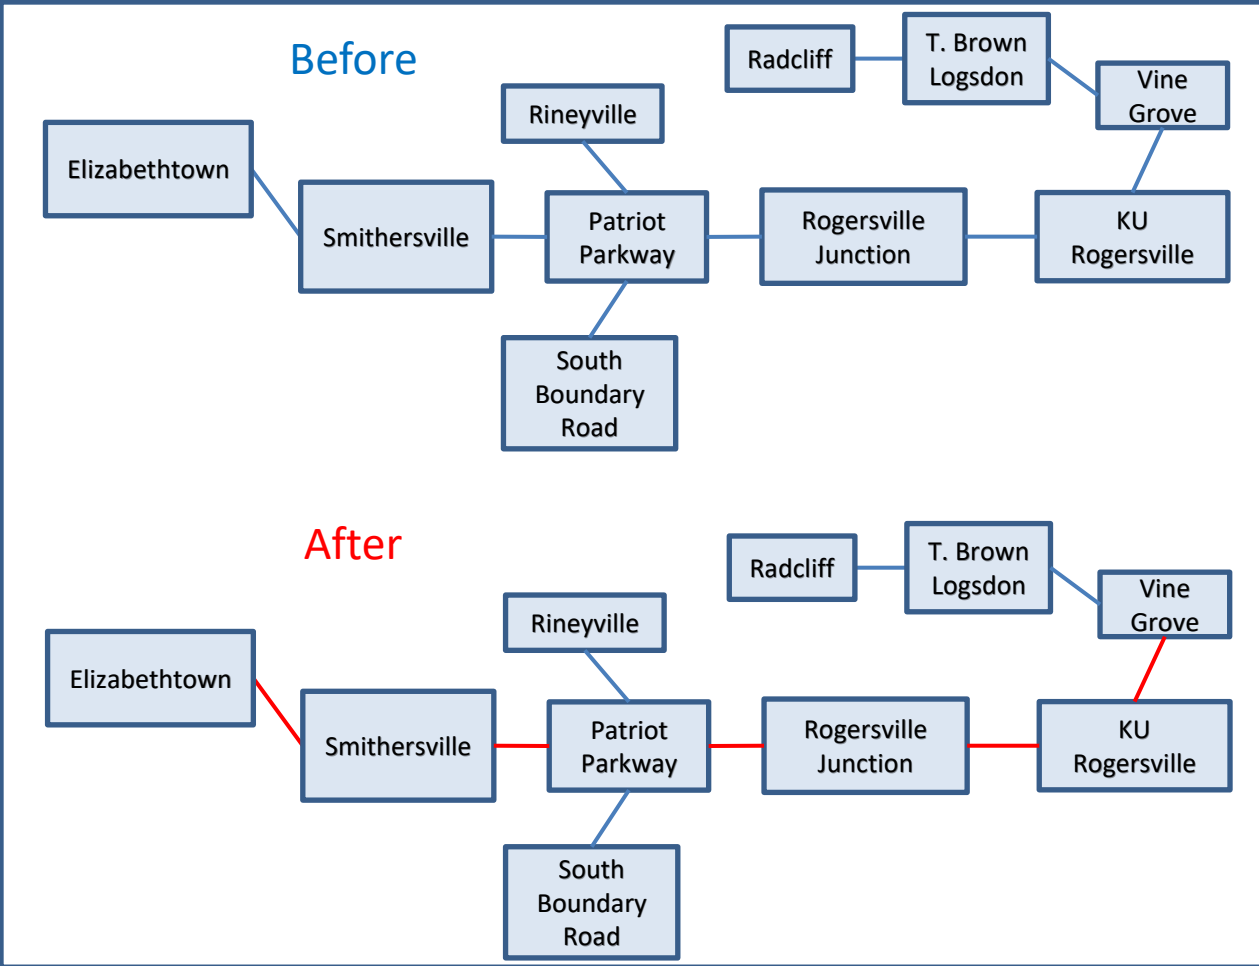 Before
Radcliff
T. Brown
Logsdon
Vine
Grove
Rineyville
Elizabethtown
Smithersville
Patriot
Parkway
Rogersville
Junction
KU
Rogersville
South
Boundary
Road
After
Radcliff
T. Brown
Logsdon
Vine
Grove
Rineyville
Elizabethtown
Smithersville
Patriot
Parkway
Rogersville
Junction
KU
Rogersville
South
Boundary
Road